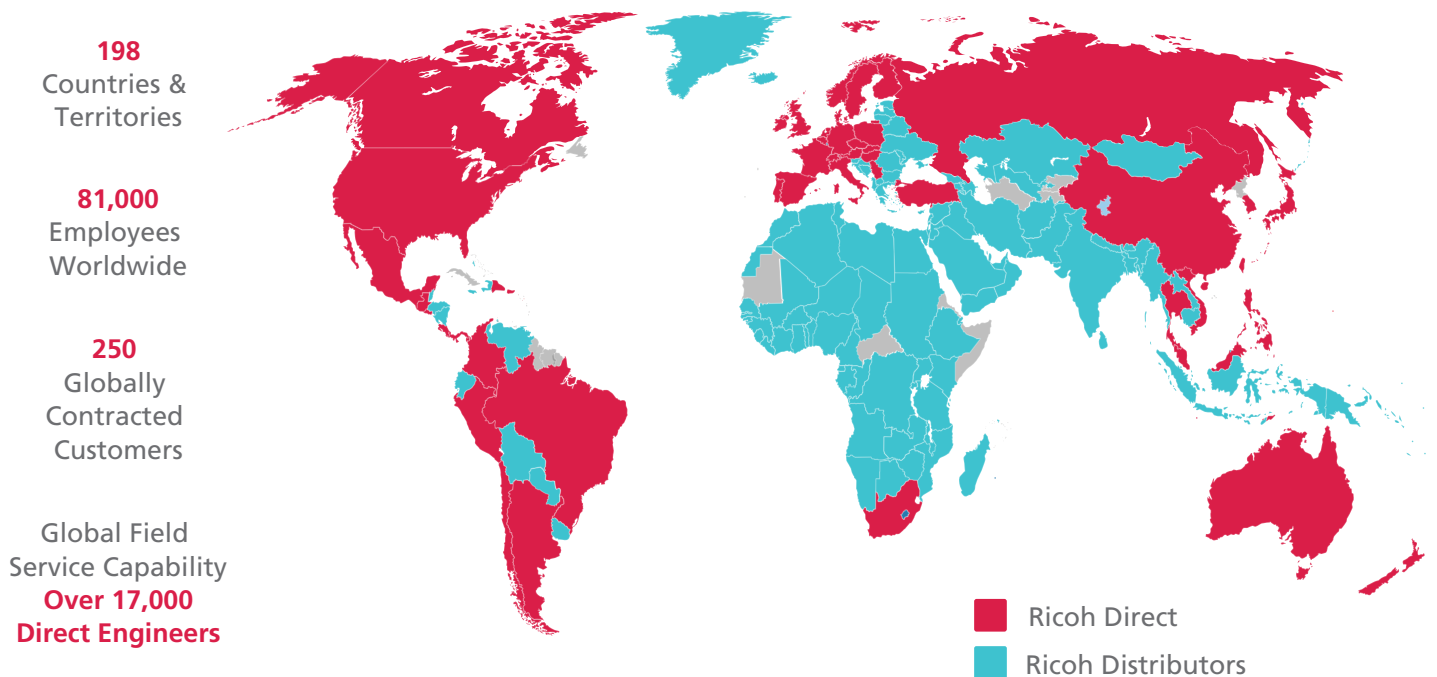 198
Countries &
Territories
81,000
Employees
Worldwide
250
Globally
Contracted
Customers
Global Field
Service Capability
Over 17,000
Direct Engineers
Ricoh Direct
Ricoh Distributors